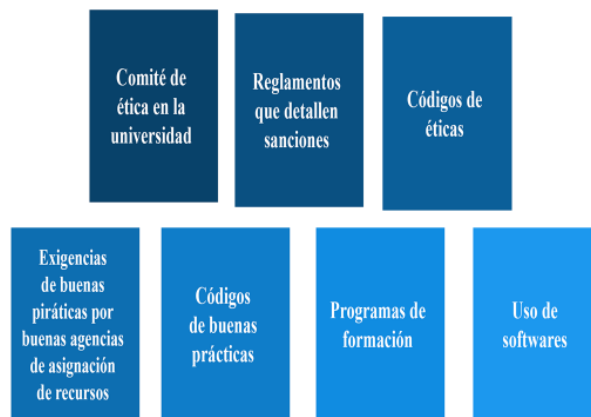 Comité de
ética en la
universidad
Reglamentos
que detallen
sanciones
Códigos de
éticas
Exigencias
de buenas
piráticas por
buenas agencias
de asignación
de recursos
Códigos
de buenas
prácticas
Programas de
formación
Uso de
softwares